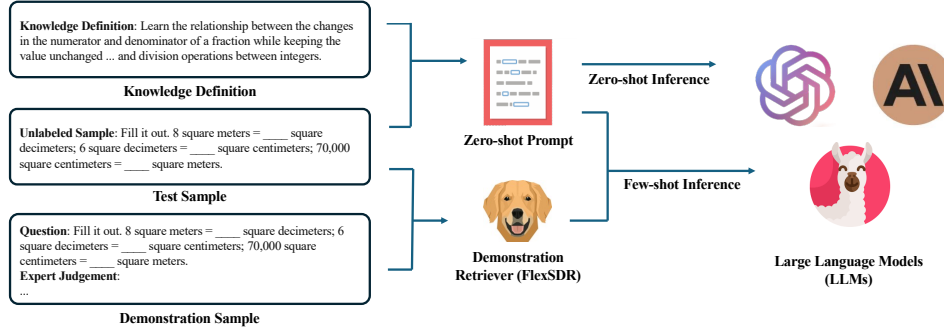 Knowledge Definition: Learn the relationship between the changes
in the numerator and denominator of a fraction while keeping the
value unchanged ... and division operations between integers.
Knowledge Definition
Unlabeled Sample: Fill it out. 8 square meters = ____ square
decimeters; 6 square decimeters = ____ square centimeters; 70,000
square centimeters = ____ square meters.
Test Sample
Question: Fill it out. 8 square meters = ____ square decimeters; 6
square decimeters = ____ square centimeters; 70,000 square
centimeters = ____ square meters.
Expert Judgement:
...
Demonstration Sample
Zero-shot Prompt
Demonstration
Retriever (FlexSDR)
Zero-shot Inference
Few-shot Inference
A\
Large Language Models
(LLMs)